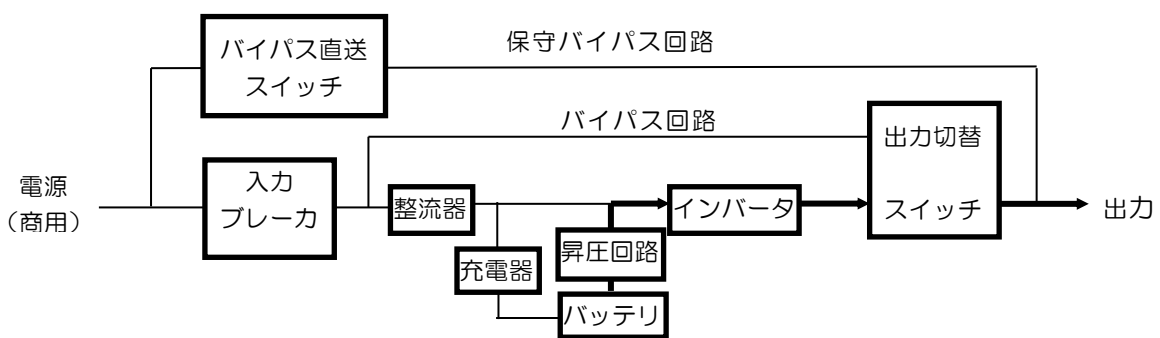 バイパス直送
スイッチ
保守バイパス回路
バイパス回路
出力切替
スイッチ
電源
（商用）
入力
ブレーカ
整流器
インバータ
出力
充電器
昇圧回路
バッテリ